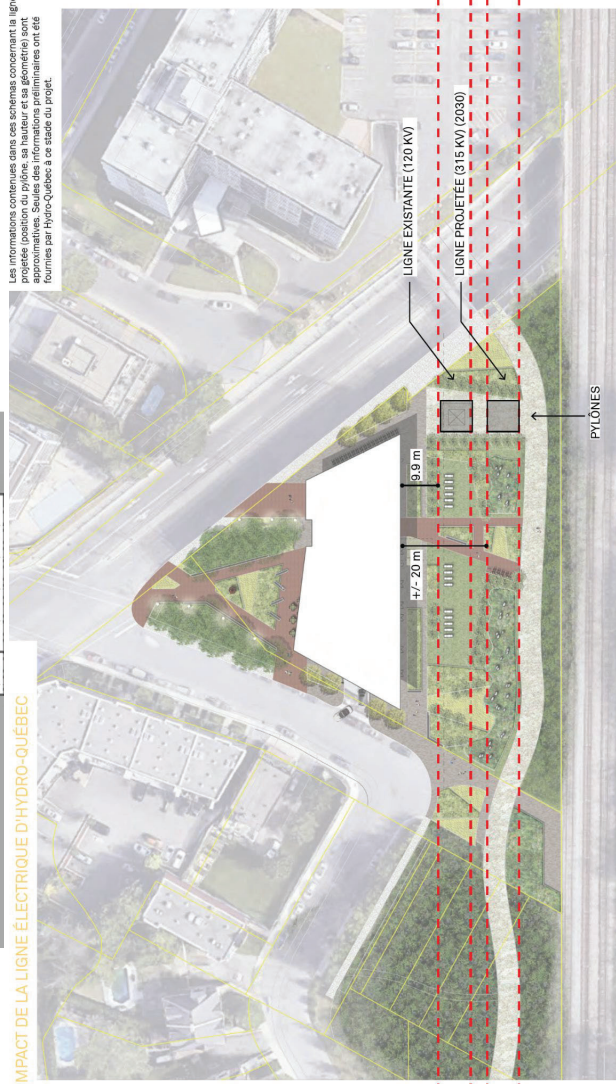 MPACT DE LA LIGNE ÉLECTRIQUE D'HYDRO-QUÉBEC
Les informations contenues dans ces schémas concernant la ligne
projetée (position du pylône, sa hauteur et sa géométrie) sont
approximatives. Seules des informations préliminaires ont été
fournies par Hydro-Québec à ce stade du projet.
LIGNE EXISTANTE (120 KV)
LIGNE PROJETÉE (315 KV) (2030)
9.9 m
+/- 20 m
PYLÔNES